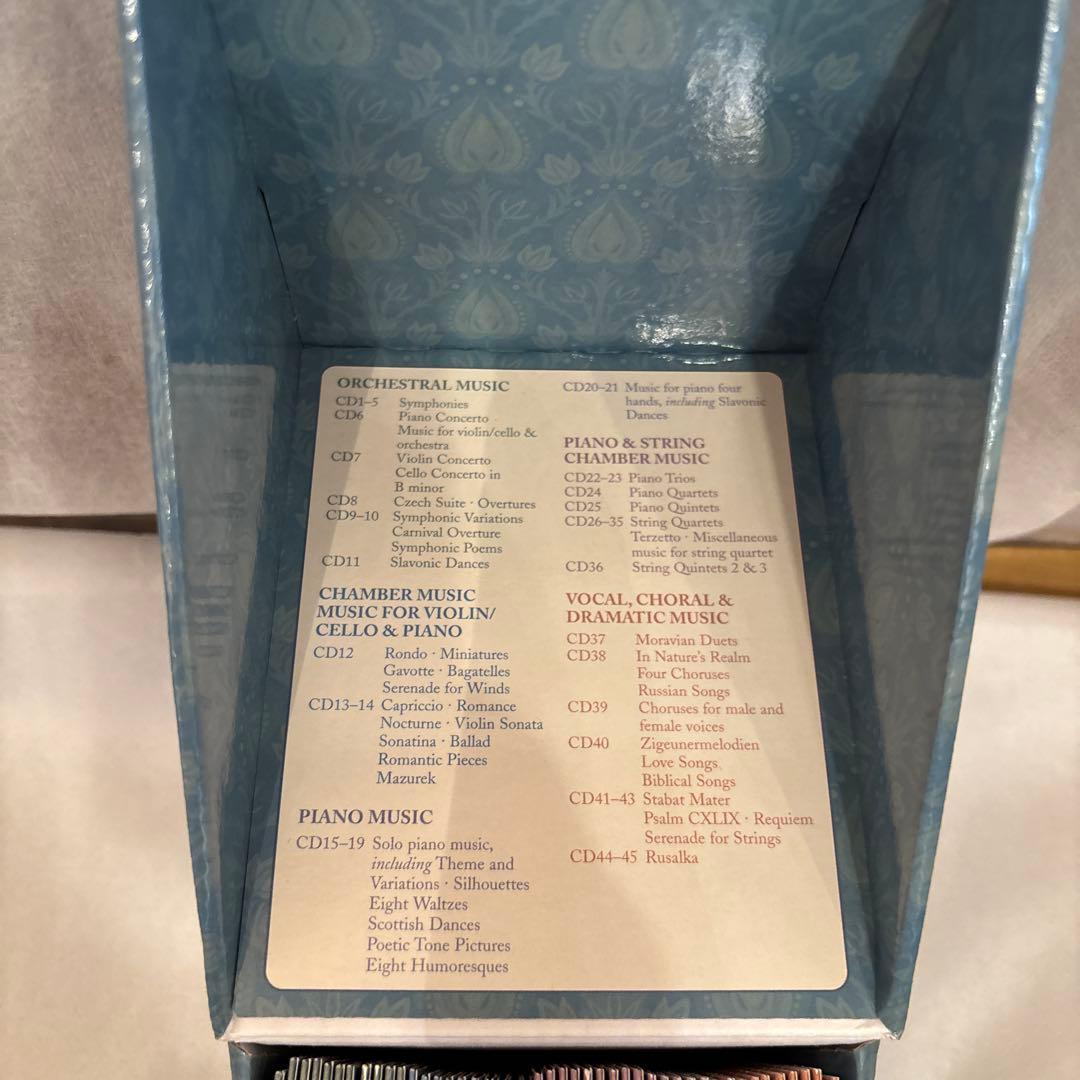 ORCHESTRAL MUSIC
CD1–5 Symphonies
CD6 Piano Concerto
Music for violin/cello &
orchestra
CD7 Violin Concerto
Cello Concerto in
B minor
CD8 Czech Suite · Overtures
CD9–10 Symphonic Variations
Carnival Overture
Symphonic Poems
CD11 Slavonic Dances
CHAMBER MUSIC
MUSIC FOR VIOLIN/
CELLO & PIANO
CD12 Rondo · Miniatures
Gavotte · Bagatelles
Serenade for Winds
CD13–14 Capriccio · Romance
Nocturne · Violin Sonata
Sonatina · Ballad
Romantic Pieces
Mazurek
PIANO MUSIC
CD15–19 Solo piano music,
including Theme and
Variations · Silhouettes
Eight Waltzes
Scottish Dances
Poetic Tone Pictures
Eight Humoresques
CD20–21 Music for piano four
hands, including Slavonic
Dances
PIANO & STRING
CHAMBER MUSIC
CD22–23 Piano Trios
CD24 Piano Quartets
CD25 Piano Quintets
CD26–35 String Quartets
Terzetto · Miscellaneous
music for string quartet
CD36 String Quintets 2 & 3
VOCAL, CHORAL &
DRAMATIC MUSIC
CD37 Moravian Duets
CD38 In Nature's Realm
Four Choruses
Russian Songs
CD39 Choruses for male and
female voices
CD40 Zigeunermelodien
Love Songs
Biblical Songs
CD41–43 Stabat Mater
Psalm CXLIX · Requiem
Serenade for Strings
CD44–45 Rusalka